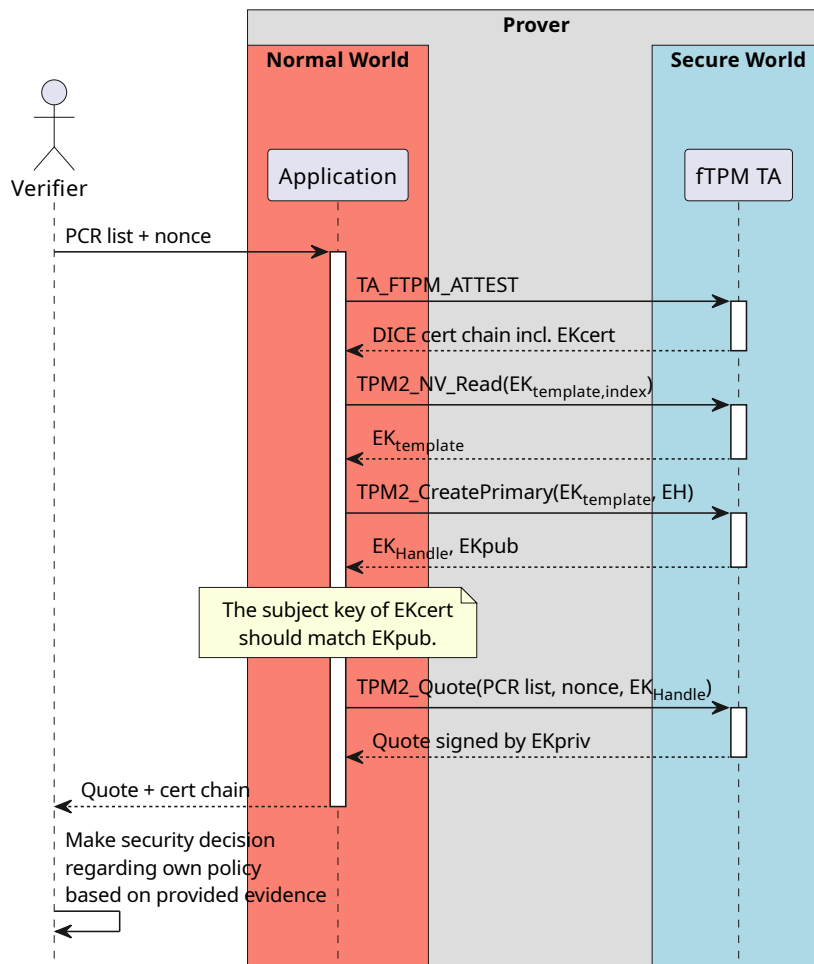 Prover
Normal World
Secure World
Verifier
Application
fTPM TA
PCR list + nonce
TA_FTPM_ATTEST
DICE cert chain incl. EKcert
TPM2_NV_Read(EKtemplate,index)
EKtemplate
TPM2_CreatePrimary(EKtemplate, EH)
EKHandle, EKpub
The subject key of EKcert
should match EKpub.
TPM2_Quote(PCR list, nonce, EKHandle)
Quote signed by EKpriv
Quote + cert chain
Make security decision
regarding own policy
based on provided evidence